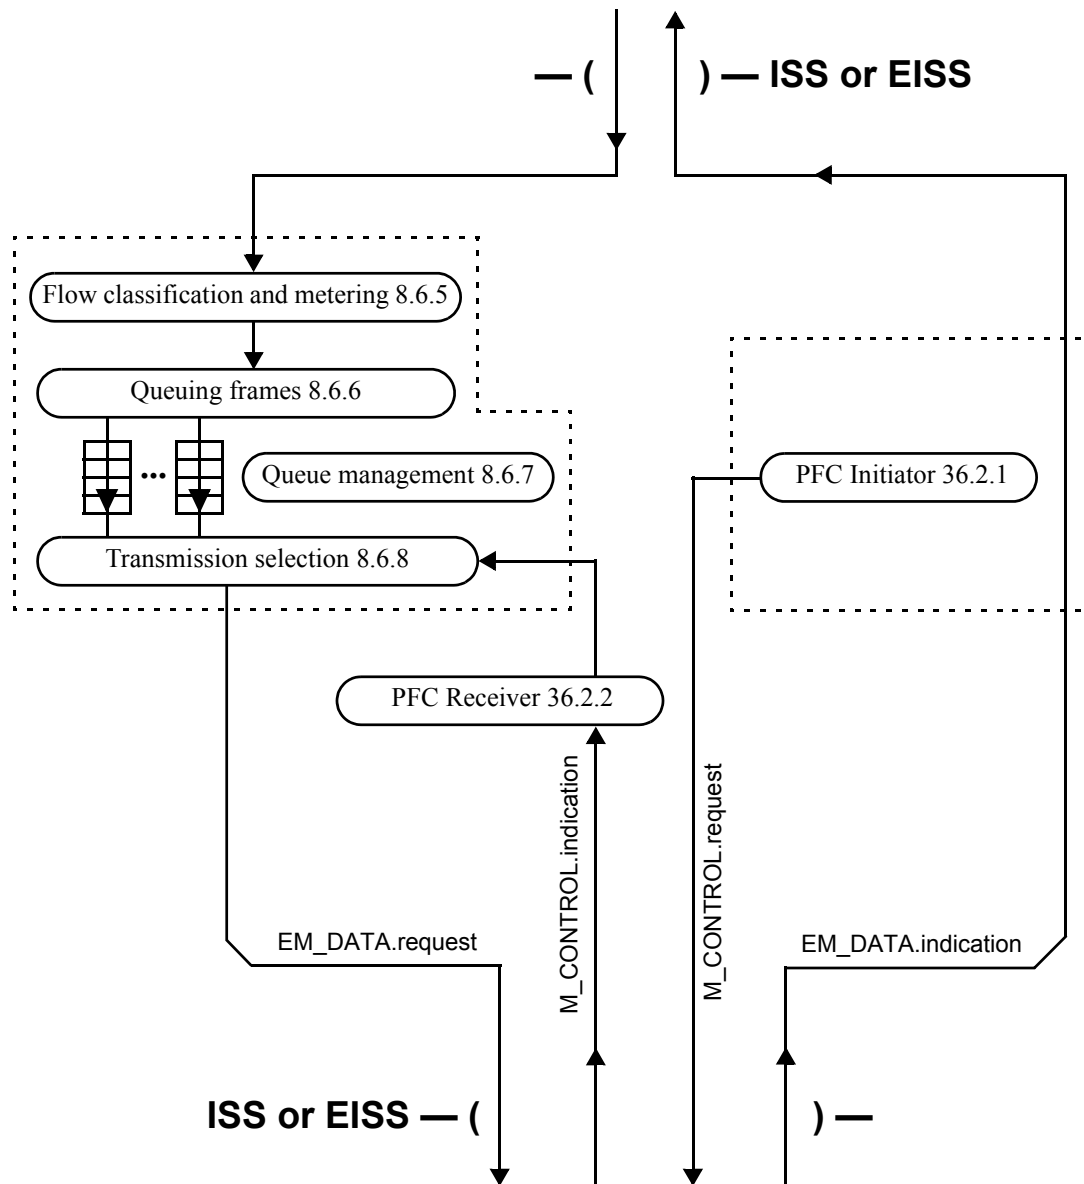 — (
) — ISS or EISS
Flow classification and metering 8.6.5
Queuing frames 8.6.6
...
Queue management 8.6.7
PFC Initiator 36.2.1
Transmission selection 8.6.8
PFC Receiver 36.2.2
M_CONTROL.indication
M_CONTROL.request
EM_DATA.request
EM_DATA.indication
ISS or EISS — (
) —